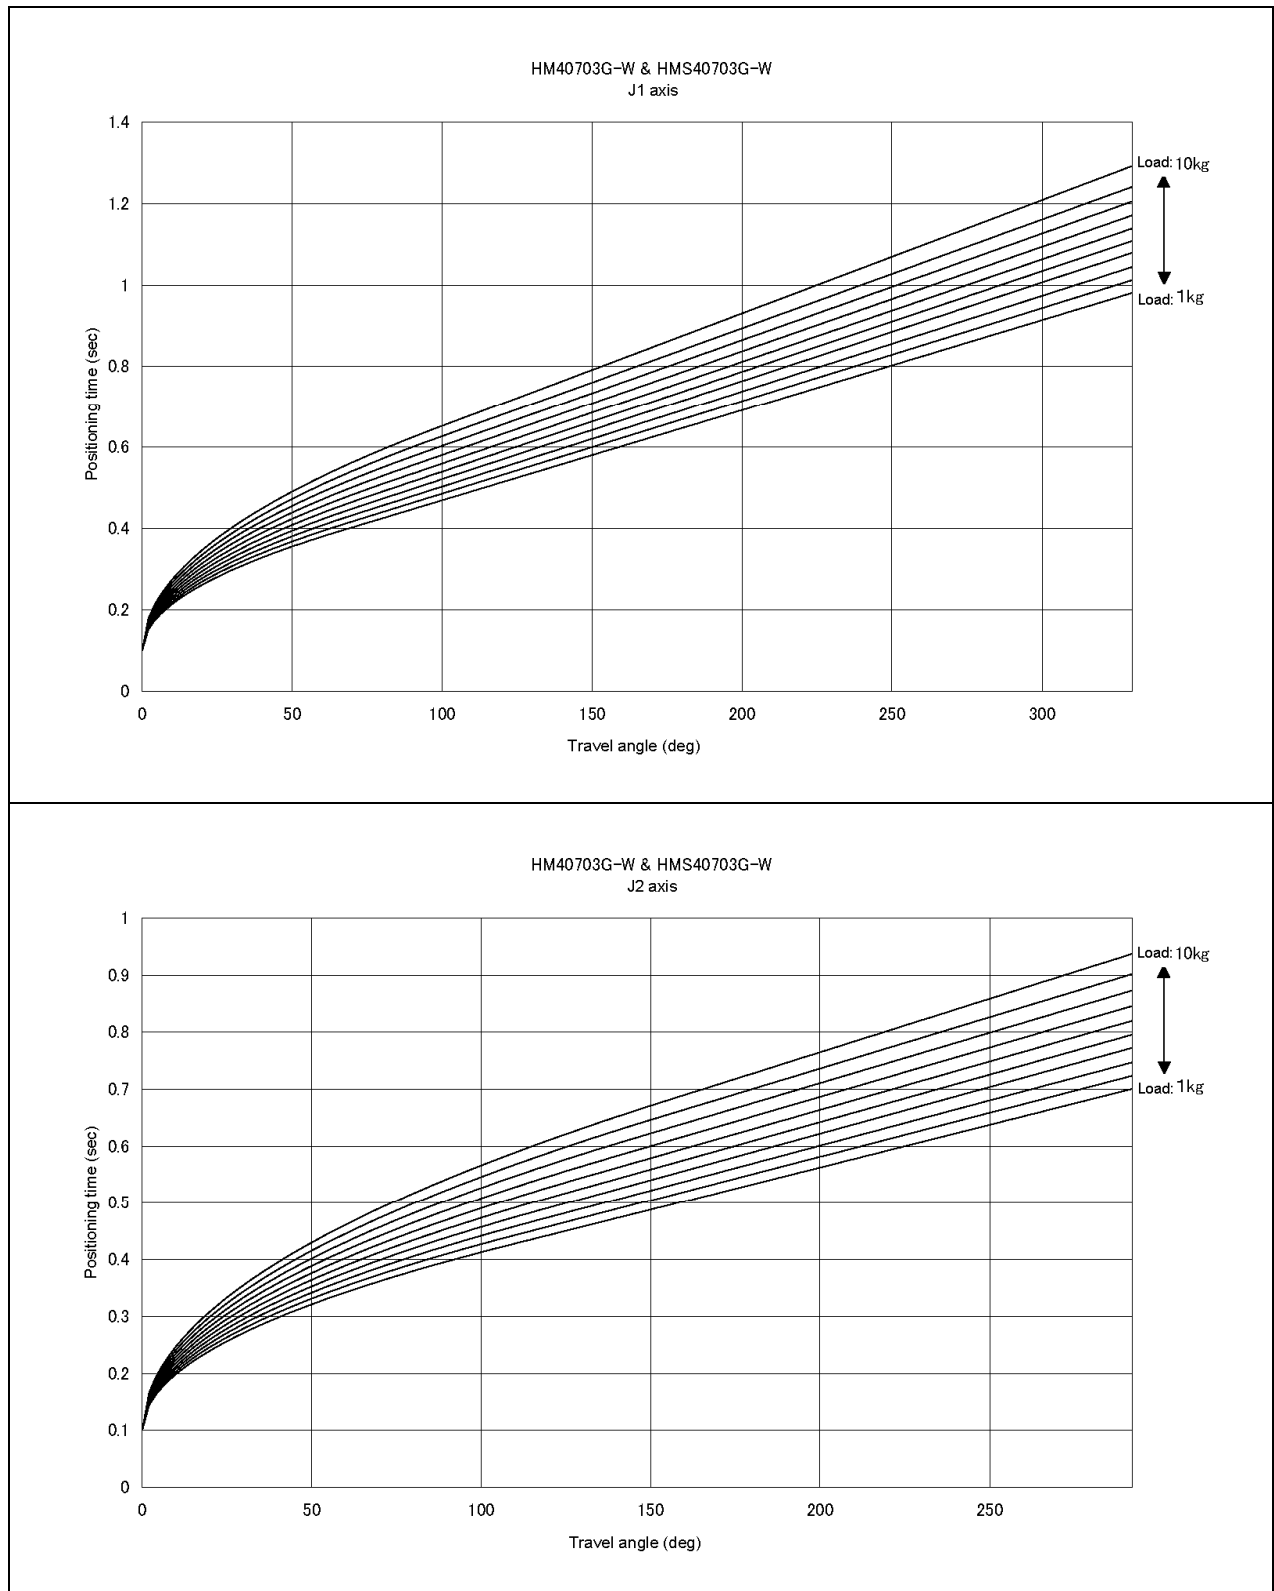 HM40703G-W & HMS40703G-W
J1 axis
1.4
1.2
1
0.8
0.6
0.4
0.2
0
Positioning time (sec)
Load: 10kg
Load: 1kg
0 50 100 150 200 250 300
Travel angle (deg)
HM40703G-W & HMS40703G-W
J2 axis
1
0.9
0.8
0.7
0.6
0.5
0.4
0.3
0.2
0.1
0
Positioning time (sec)
Load: 10kg
Load: 1kg
0 50 100 150 200 250
Travel angle (deg)